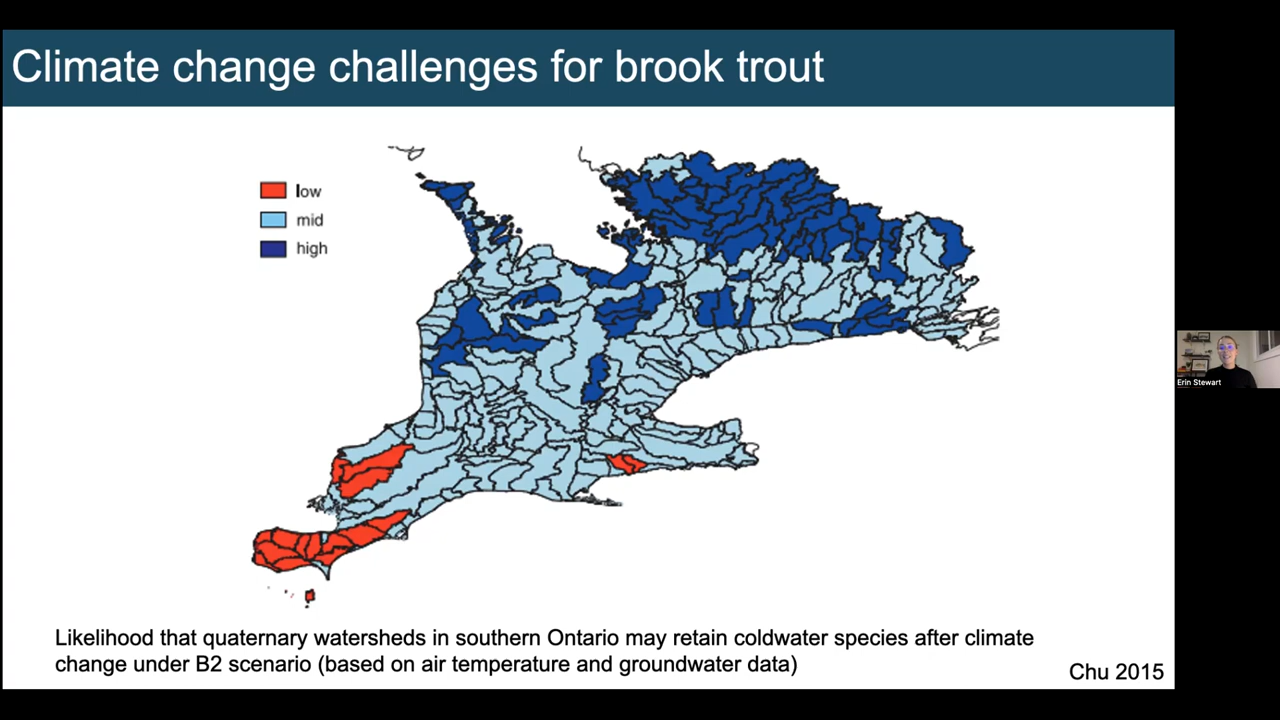 Climate change challenges for brook trout
low
mid
high
Erin Stewart
Likelihood that quaternary watersheds in southern Ontario may retain coldwater species after climate
change under B2 scenario (based on air temperature and groundwater data)
Chu 2015